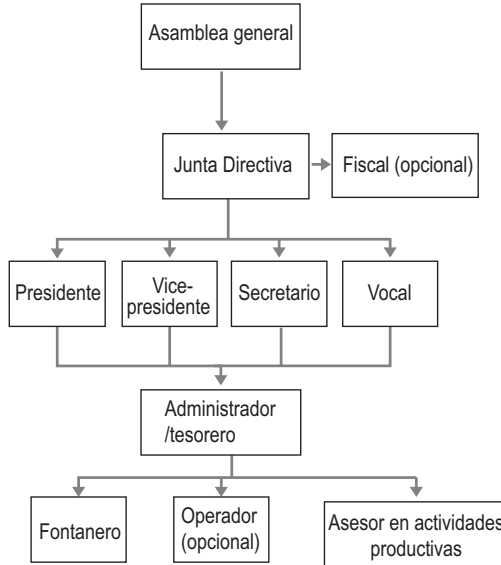 Asamblea general
Junta Directiva
Fiscal (opcional)
Presidente
Vice-
presidente
Secretario
Vocal
Administrador
/tesorero
Fontanero
Operador
(opcional)
Asesor en actividades
productivas